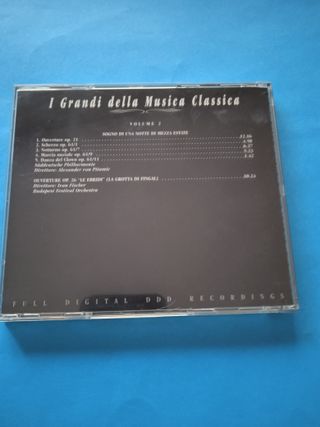 I Grandi della Musica Classica
VOLUME 2
SOGNO DI UNA NOTTE DI MEZZA ESTATE
1. Ouverture op. 21
2. Scherzo op. 61/1
3. Notturno op. 61/7
4. Marcia nuziale op. 61/9
5. Danza dei Clown op. 61/11
Süddeutsche Philharmonie
Direttore: Alexander von Pitamic
OUVERTURE OP. 26 "LE EBRIDI" (LA GROTTA DI FINGAL)
Direttore: Ivan Fischer
Budapest Festival Orchestra
FULL DIGITAL DDD RECORDINGS